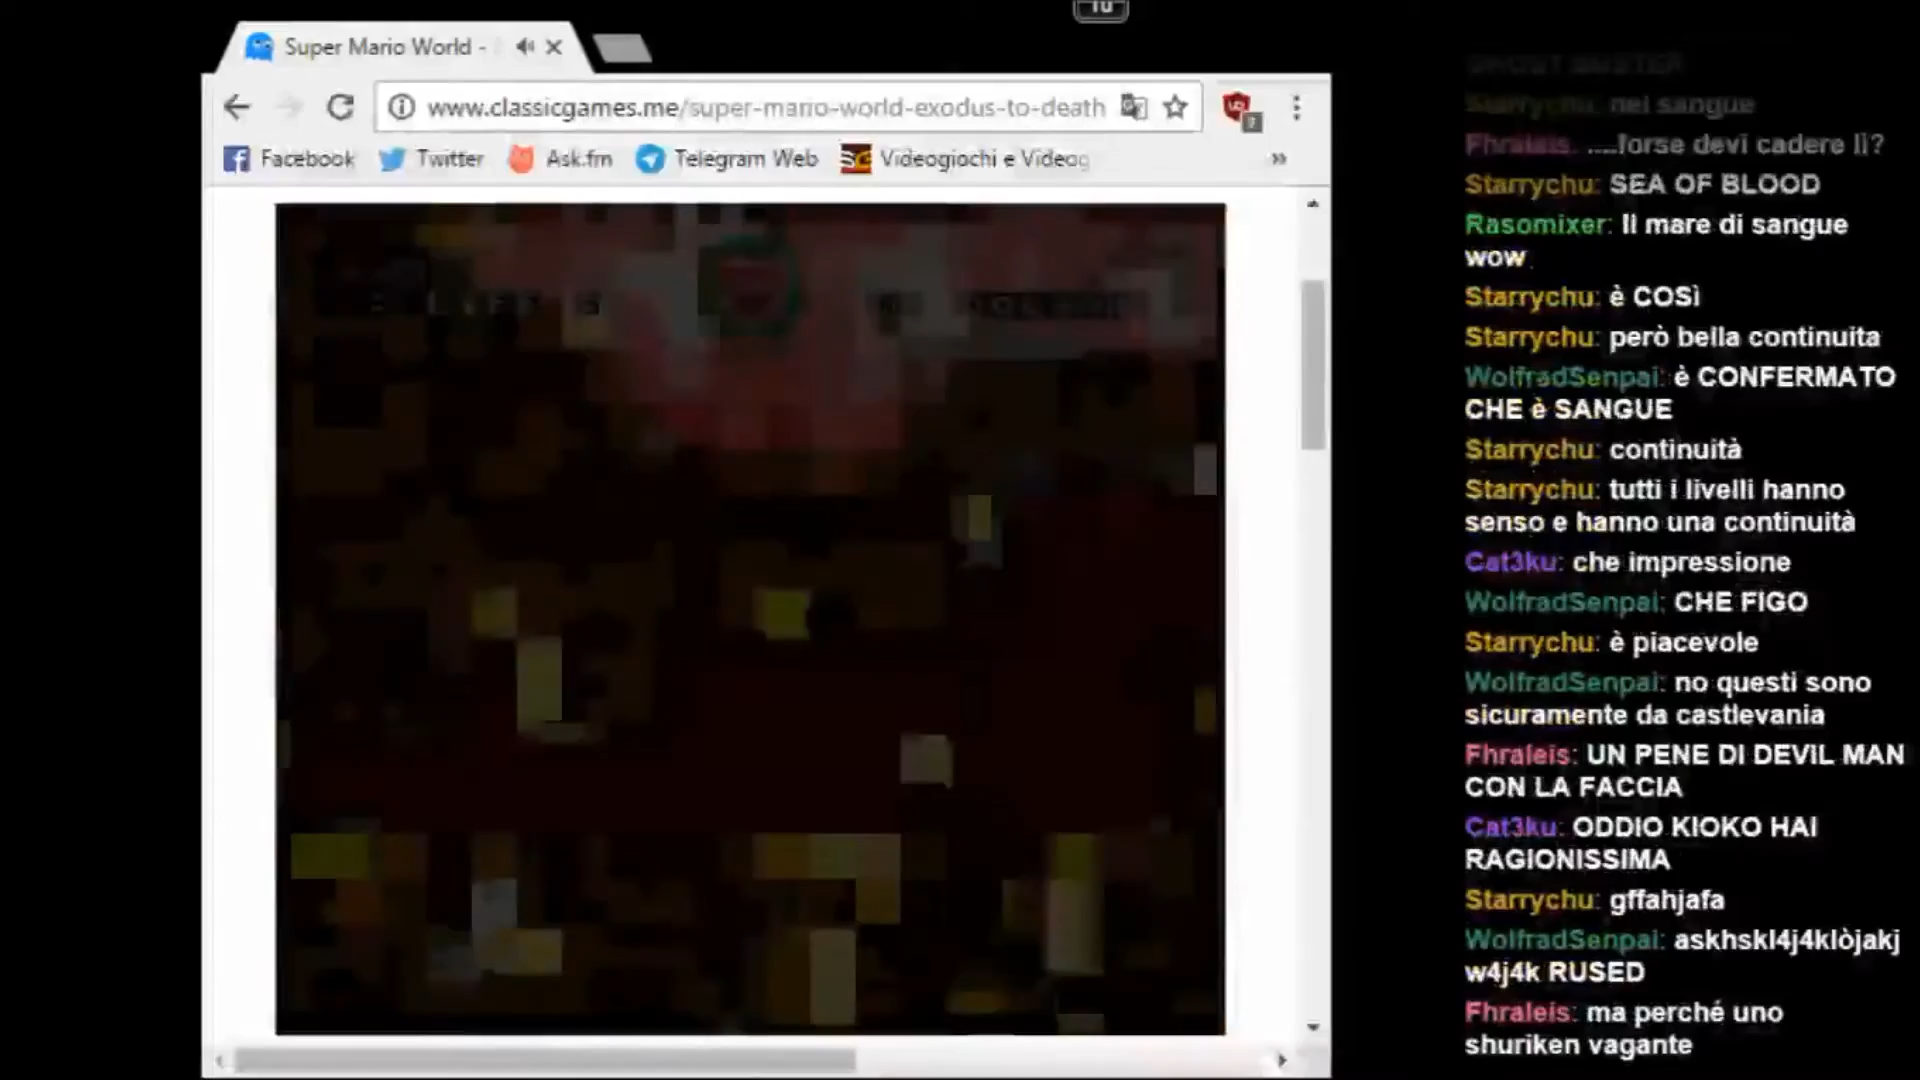 10
Super Mario World -
www.classicgames.me/super-mario-world-exodus-to-death
Facebook
Twitter
Ask.fm
Telegram Web
Videogiochi e Videog
»
Starrychu: nel sangue
Fhraleis: ....forse devi cadere lì?
Starrychu: SEA OF BLOOD
Rasomixer: Il mare di sangue
wow
Starrychu: è COSì
Starrychu: però bella continuita
WolfradSenpai: è CONFERMATO
CHE è SANGUE
Starrychu: continuità
Starrychu: tutti i livelli hanno
senso e hanno una continuità
Cat3ku: che impressione
WolfradSenpai: CHE FIGO
Starrychu: è piacevole
WolfradSenpai: no questi sono
sicuramente da castlevania
Fhraleis: UN PENE DI DEVIL MAN
CON LA FACCIA
Cat3ku: ODDIO KIOKO HAI
RAGIONISSIMA
Starrychu: gffahjafa
WolfradSenpai: askhskl4j4klòjakj
w4j4k RUSED
Fhraleis: ma perché uno
shuriken vagante